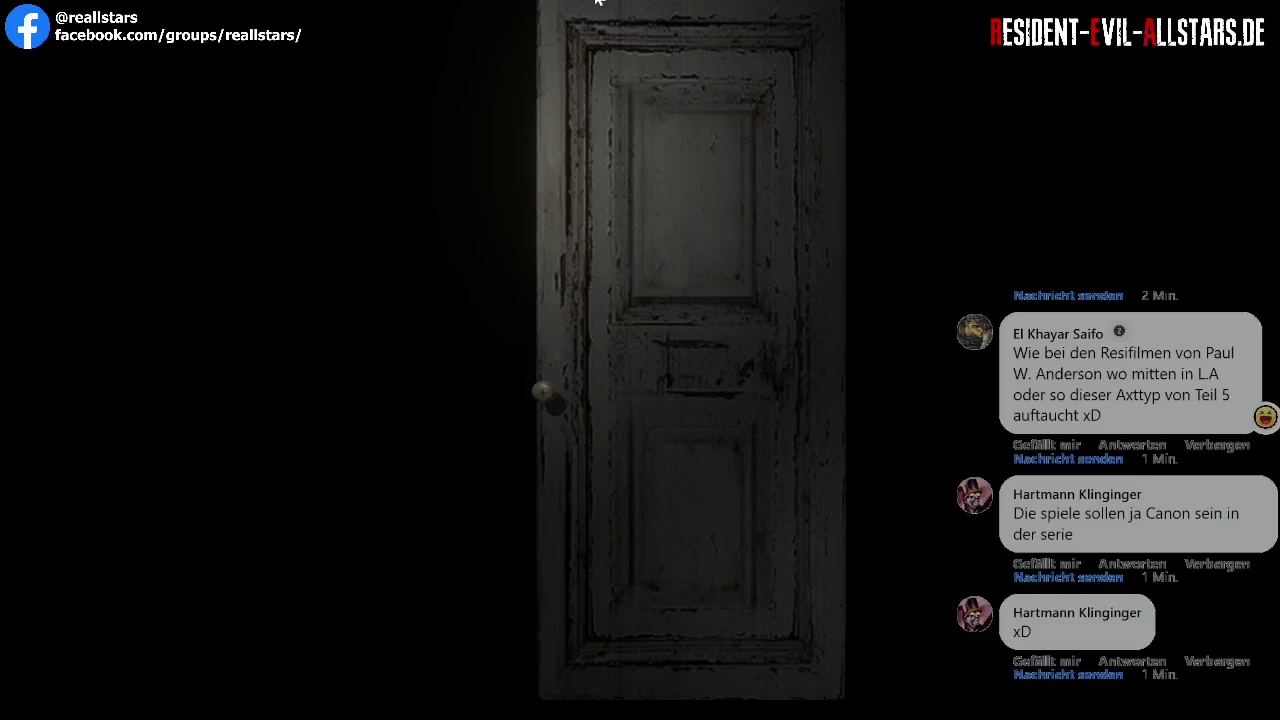 @reallstars
facebook.com/groups/reallstars/
RESIDENT-EVIL-ALLSTARS.DE
Nachricht senden 2 Min.
El Khayar Saifo
Wie bei den Resifilmen von Paul
W. Anderson wo mitten in L.A
oder so dieser Axttyp von Teil 5
auftaucht xD
Gefällt mir Antworten Verbergen
Nachricht senden 1 Min.
Hartmann Klinginger
Die spiele sollen ja Canon sein in
der serie
Gefällt mir Antworten Verbergen
Nachricht senden 1 Min.
Hartmann Klinginger
xD
Gefällt mir Antworten Verbergen
Nachricht senden 1 Min.